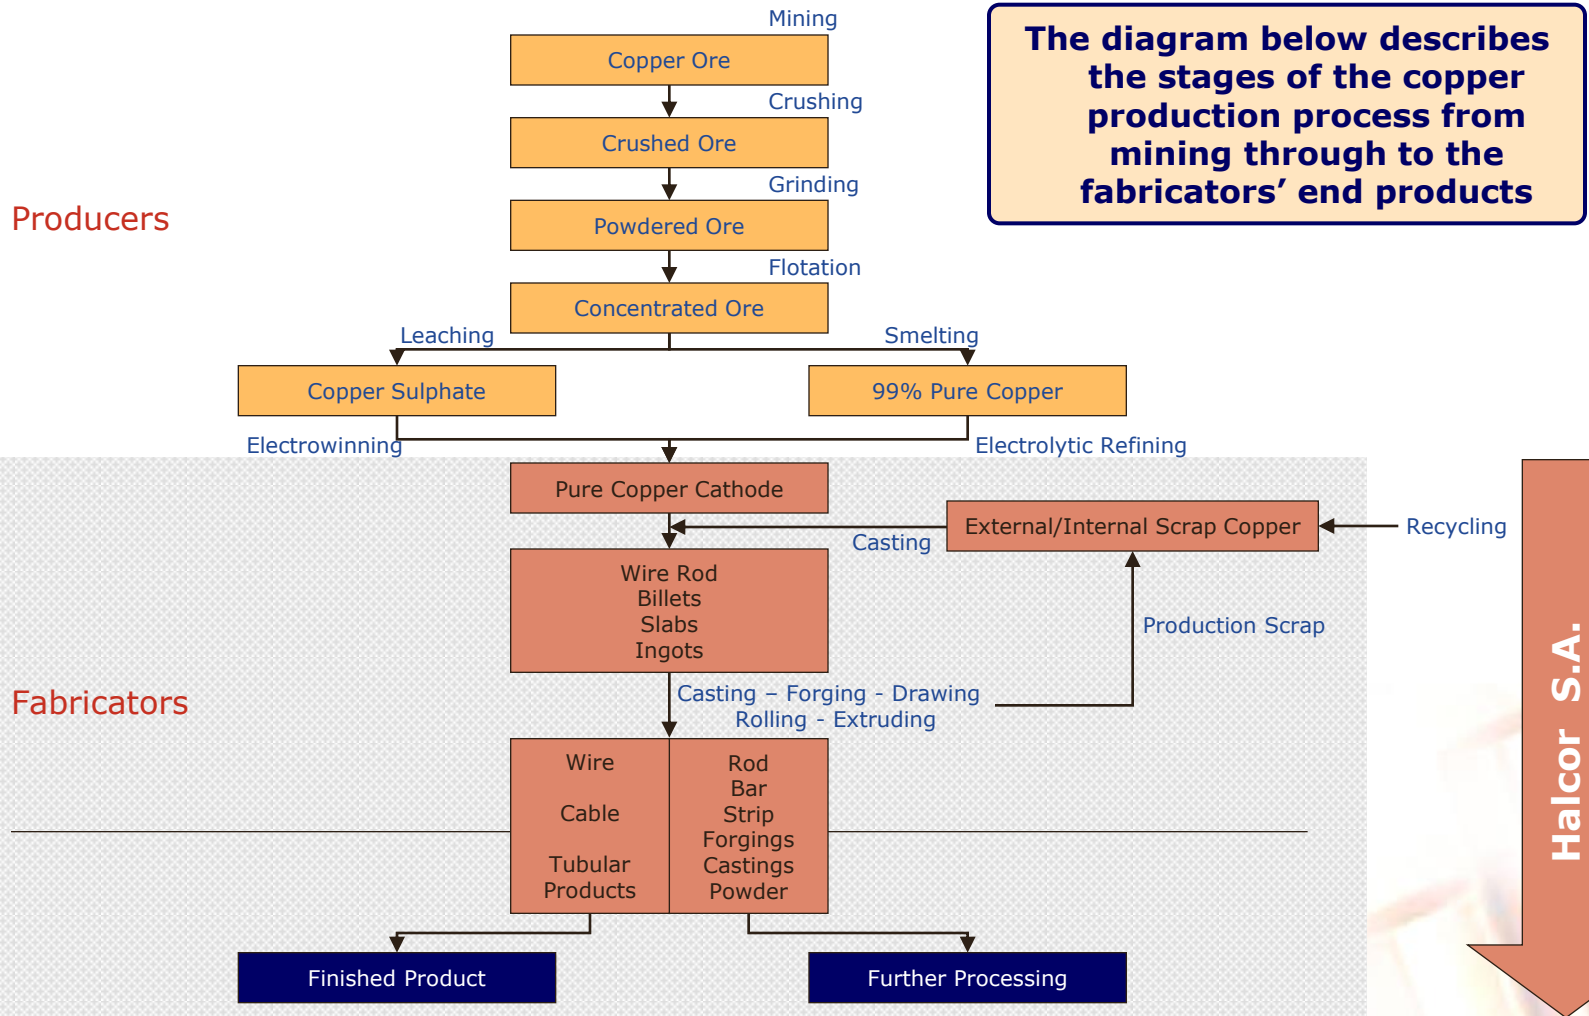 Mining
Copper Ore
The diagram below describes
the stages of the copper
production process from
mining through to the
fabricators’ end products
Crushing
Crushed Ore
Grinding
Producers
Powdered Ore
Flotation
Concentrated Ore
Leaching
Smelting
Copper Sulphate
99% Pure Copper
Electrowinning
Electrolytic Refining
Pure Copper Cathode
External/Internal Scrap Copper
Recycling
Casting
Wire Rod
Billets
Slabs
Ingots
Production Scrap
Fabricators
Casting – Forging - Drawing
Rolling - Extruding
Wire
Cable
Tubular
Products
Rod
Bar
Strip
Forgings
Castings
Powder
Finished Product
Further Processing
Halcor S.A.